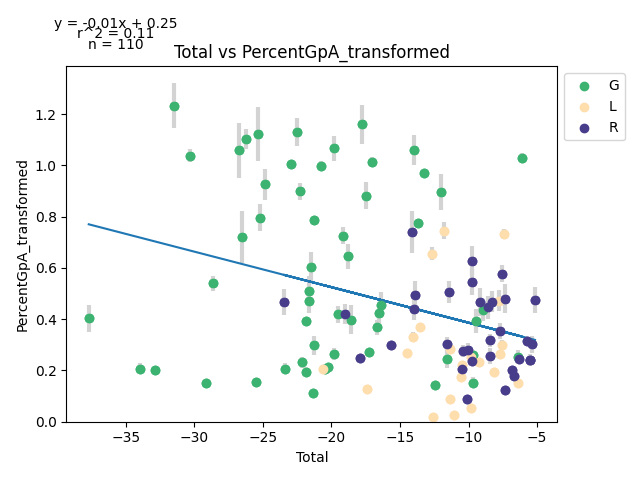 y = -0.01x + 0.25
r^2 = 0.11
n = 110
Total vs PercentGpA_transformed
G
L
R
PercentGpA_transformed
1.2
1.0
0.8
0.6
0.4
0.2
0.0
−35
−30
−25
−20
−15
−10
−5
Total